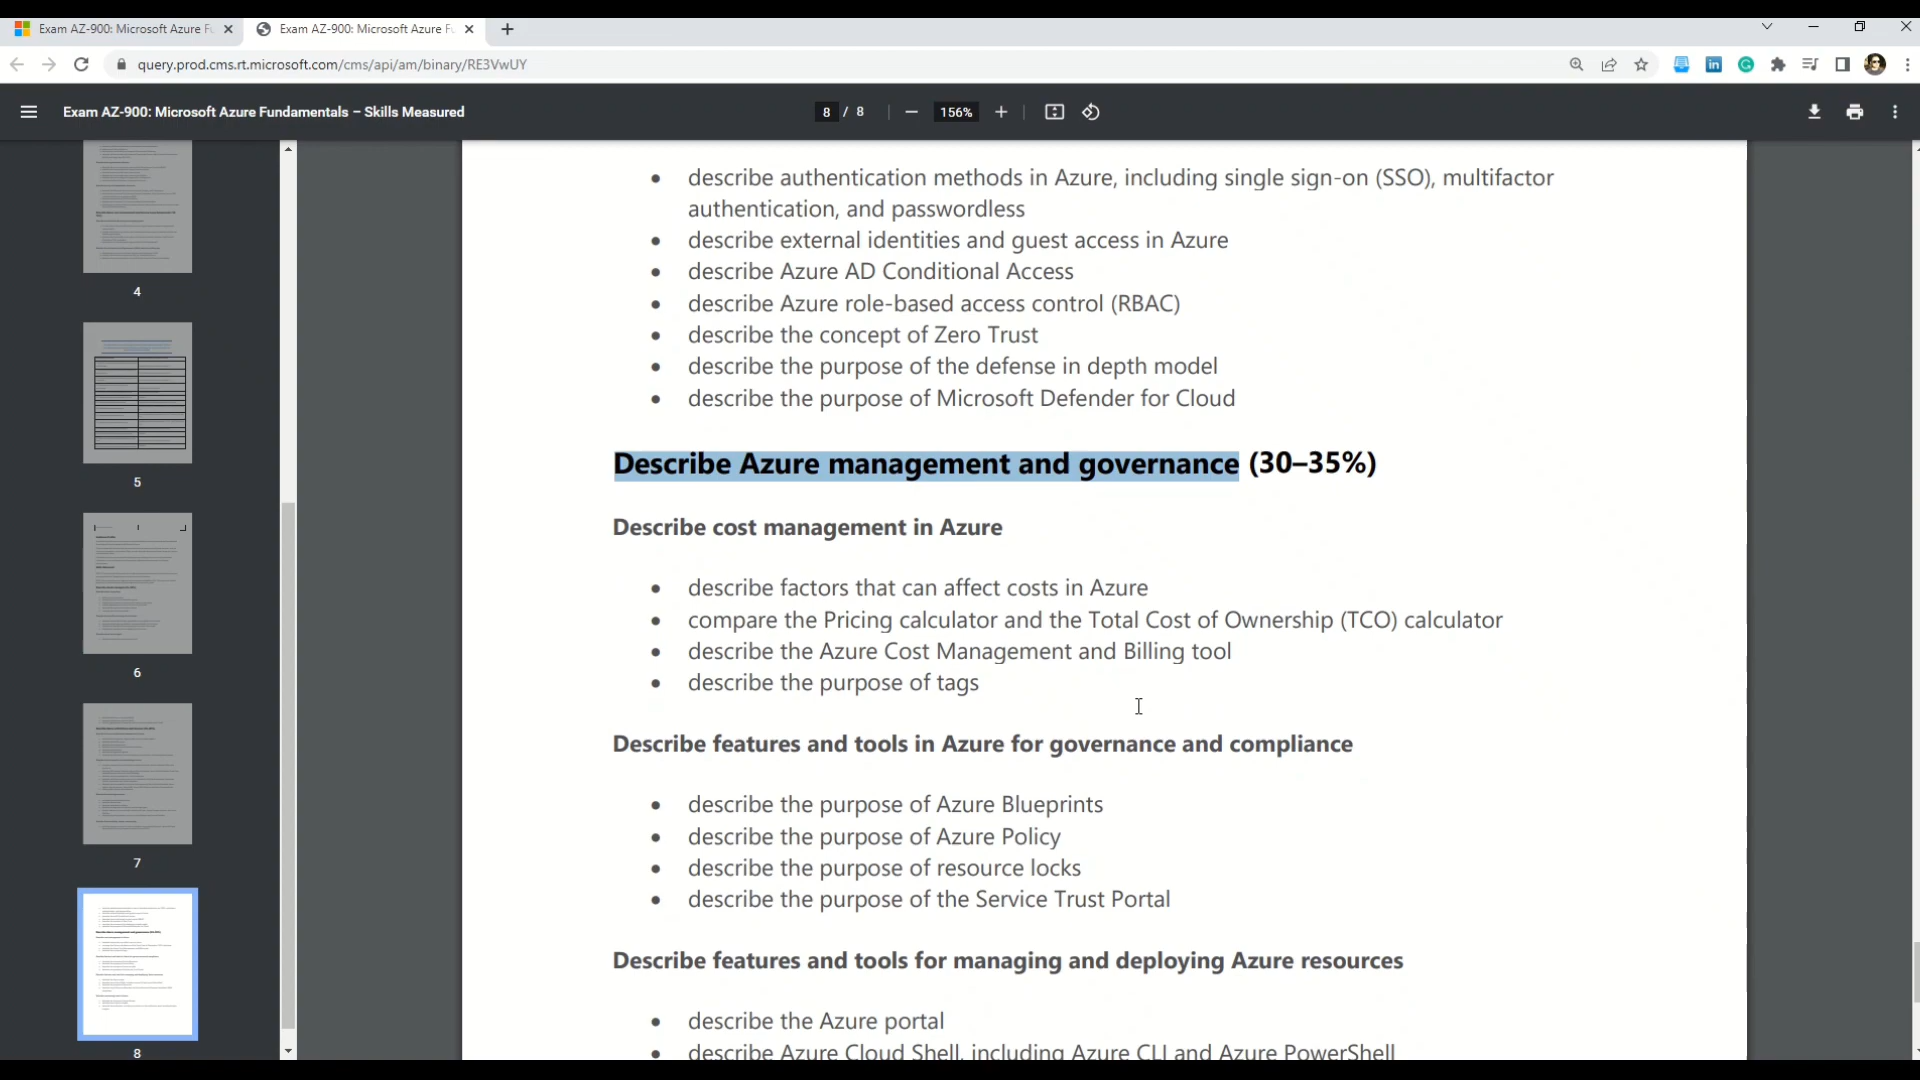 Exam AZ-900: Microsoft Azure Fu
Exam AZ-900: Microsoft Azure F
query.prod.cms.rt.microsoft.com/cms/api/am/binary/RE3VwUY
Exam AZ-900: Microsoft Azure Fundamentals – Skills Measured
8 / 8
156%
4
5
6
7
8
• describe authentication methods in Azure, including single sign-on (SSO), multifactor
authentication, and passwordless
• describe external identities and guest access in Azure
• describe Azure AD Conditional Access
• describe Azure role-based access control (RBAC)
• describe the concept of Zero Trust
• describe the purpose of the defense in depth model
• describe the purpose of Microsoft Defender for Cloud
Describe Azure management and governance (30–35%)
Describe cost management in Azure
• describe factors that can affect costs in Azure
• compare the Pricing calculator and the Total Cost of Ownership (TCO) calculator
• describe the Azure Cost Management and Billing tool
• describe the purpose of tags
Describe features and tools in Azure for governance and compliance
• describe the purpose of Azure Blueprints
• describe the purpose of Azure Policy
• describe the purpose of resource locks
• describe the purpose of the Service Trust Portal
Describe features and tools for managing and deploying Azure resources
• describe the Azure portal
• describe Azure Cloud Shell, including Azure CLI and Azure PowerShell